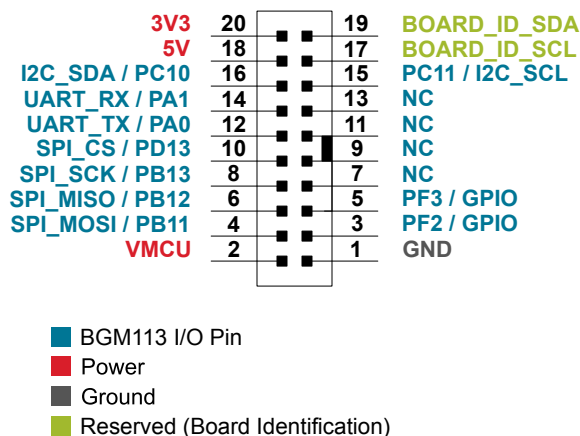 3V3 20 19 BOARD_ID_SDA
5V 18 17 BOARD_ID_SCL
I2C_SDA / PC10 16 15 PC11 / I2C_SCL
UART_RX / PA1 14 13 NC
UART_TX / PA0 12 11 NC
SPI_CS / PD13 10 9 NC
SPI_SCK / PB13 8 7 NC
SPI_MISO / PB12 6 5 PF3 / GPIO
SPI_MOSI / PB11 4 3 PF2 / GPIO
VMCU 2 1 GND
BGM113 I/O Pin
Power
Ground
Reserved (Board Identification)